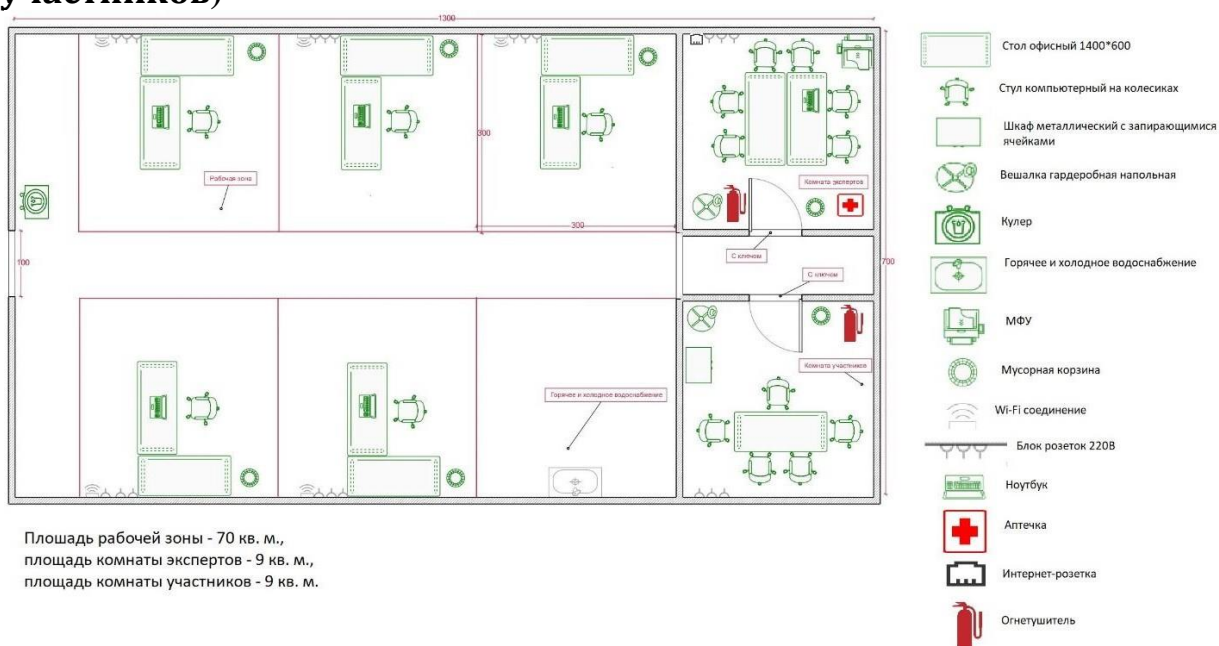 участников)
1300
300
Рабочая зона
300
Комната экспертов
С ключом
100
700
С ключом
Комната участников
Горячее и холодное водоснабжение
Плошадь рабочей зоны - 70 кв. м.,
площадь комнаты экспертов - 9 кв. м.,
площадь комнаты участников - 9 кв. м.
Стол офисный 1400*600
Стул компьютерный на колесиках
Шкаф металлический с запирающимися
ячейками
Вешалка гардеробная напольная
Кулер
Горячее и холодное водоснабжение
МФУ
Мусорная корзина
Wi-Fi соединение
Блок розеток 220В
Ноутбук
Аптечка
Интернет-розетка
Огнетушитель